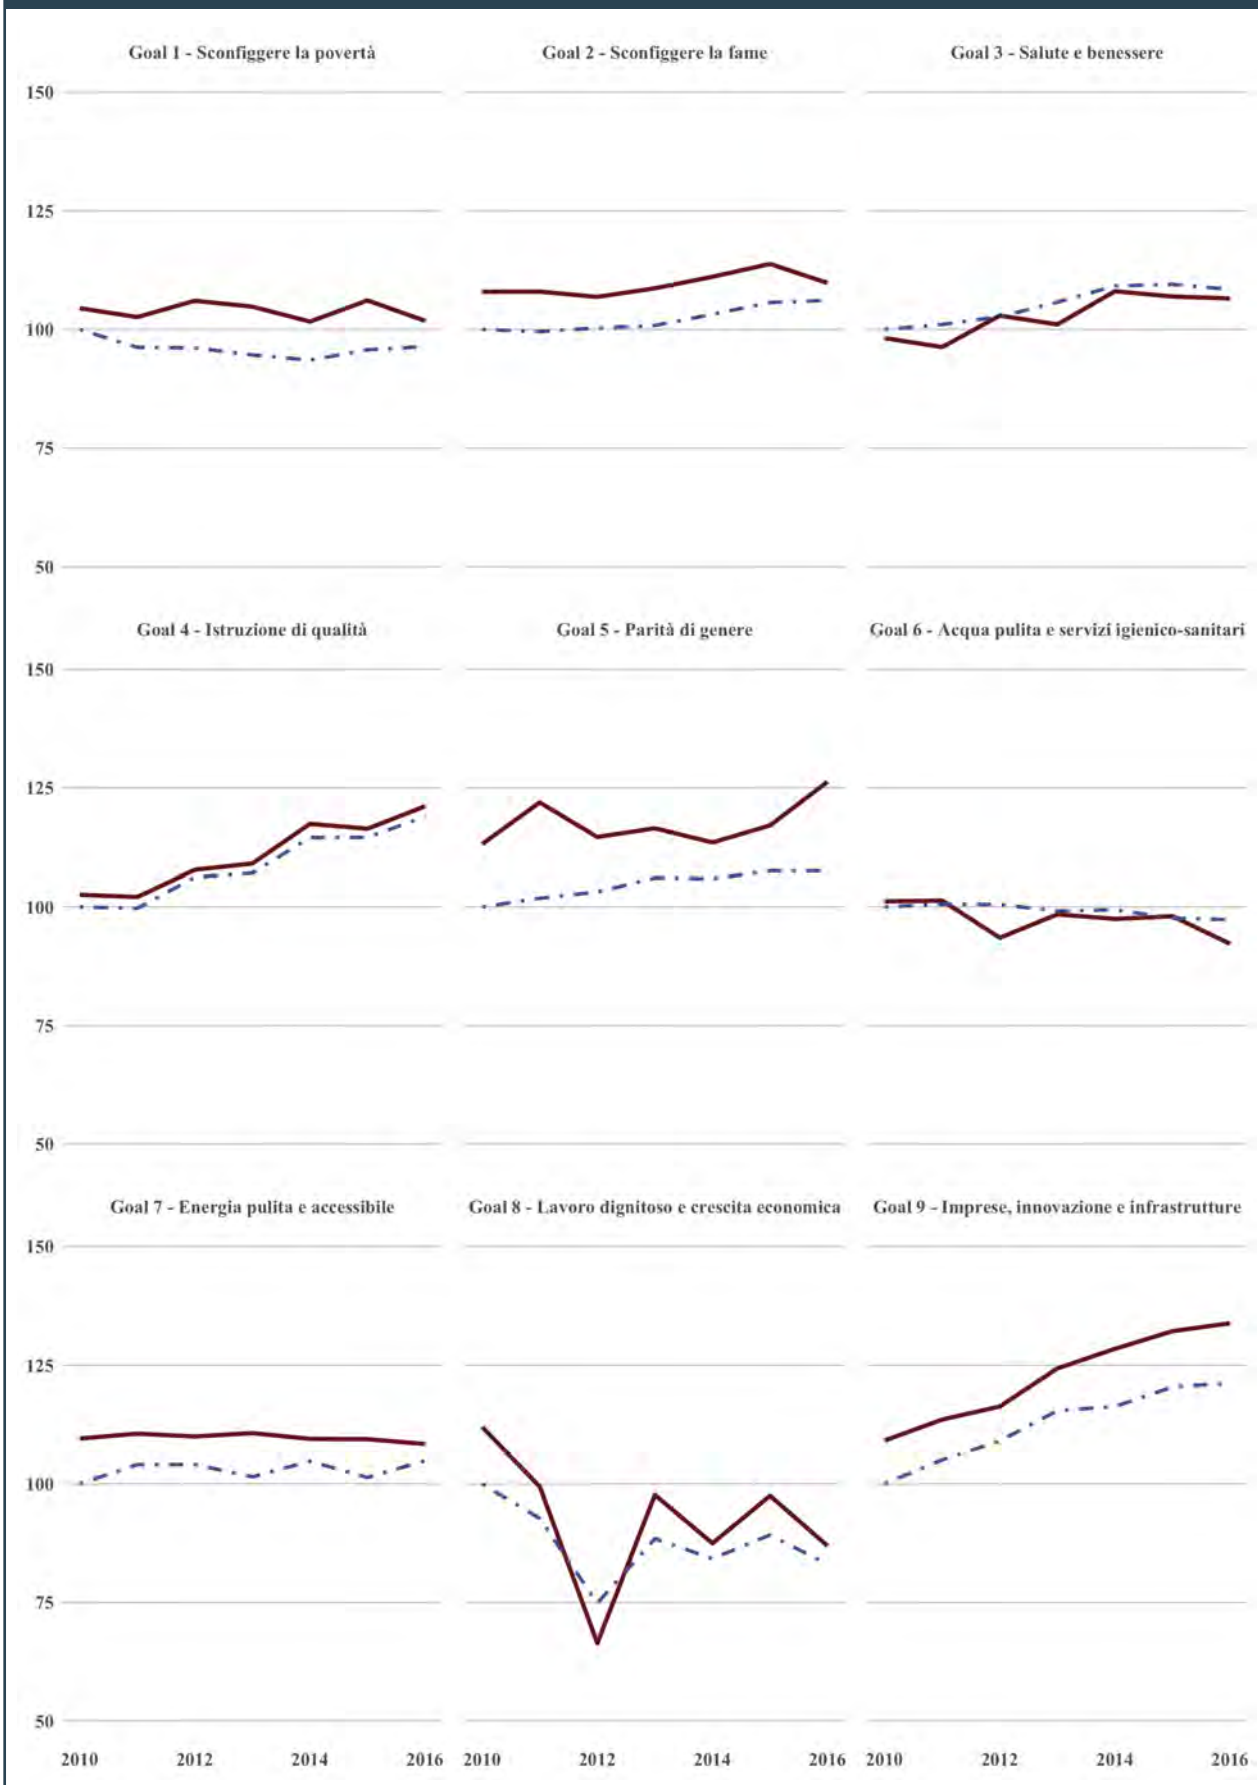 Goal 1 - Sconfiggere la povertà
Goal 2 - Sconfiggere la fame
Goal 3 - Salute e benessere
150
125
100
75
50
Goal 4 - Istruzione di qualità
Goal 5 - Parità di genere
Goal 6 - Acqua pulita e servizi igienico-sanitari
150
125
100
75
50
Goal 7 - Energia pulita e accessibile
Goal 8 - Lavoro dignitoso e crescita economica
Goal 9 - Imprese, innovazione e infrastrutture
150
125
100
75
50
2010 2012 2014 2016
2010 2012 2014 2016
2010 2012 2014 2016